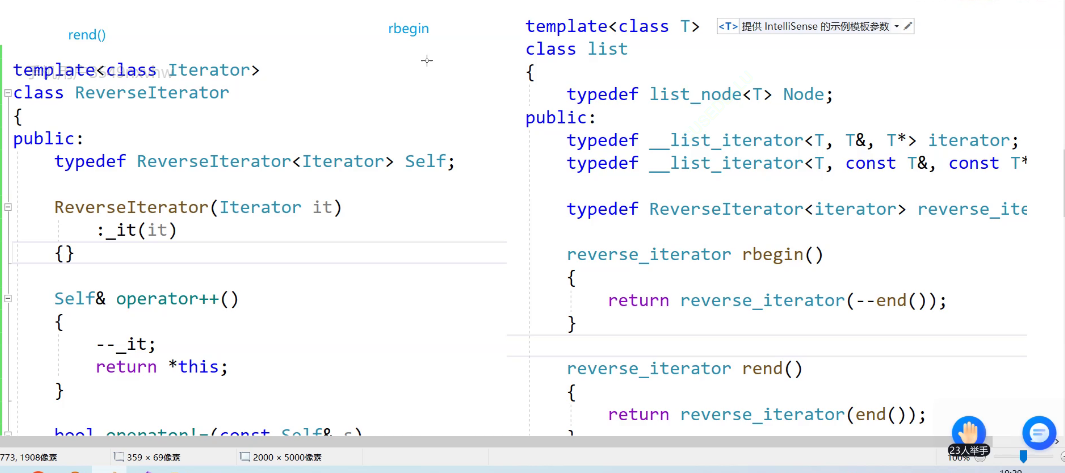 rend()
rbegin
template<class Iterator>
class ReverseIterator
{
public:
typedef ReverseIterator<Iterator> Self;
ReverseIterator(Iterator it)
:_it(it)
{}
Self& operator++()
{
--_it;
return *this;
}
bool operator!=(const Self& s)
template<class T>
<T> 提供 IntelliSense 的示例模板参数
class list
{
typedef list_node<T> Node;
public:
typedef __list_iterator<T, T&, T*> iterator;
typedef __list_iterator<T, const T&, const T*
typedef ReverseIterator<iterator> reverse_ite
reverse_iterator rbegin()
{
return reverse_iterator(--end());
}
reverse_iterator rend()
{
return reverse_iterator(end());
23人举手
773, 1908像素
359 × 69像素
2000 × 5000像素
100%